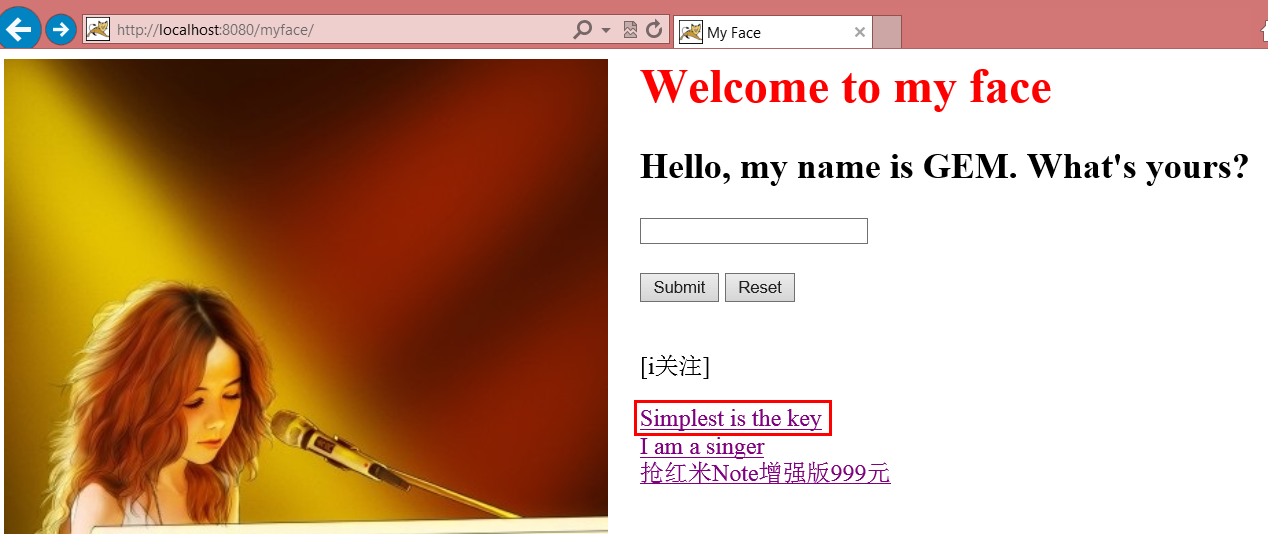 http://localhost:8080/myface/
My Face
Welcome to my face
Hello, my name is GEM. What's yours?
Submit Reset
[i关注]
Simplest is the key
I am a singer
抢红米Note增强版999元